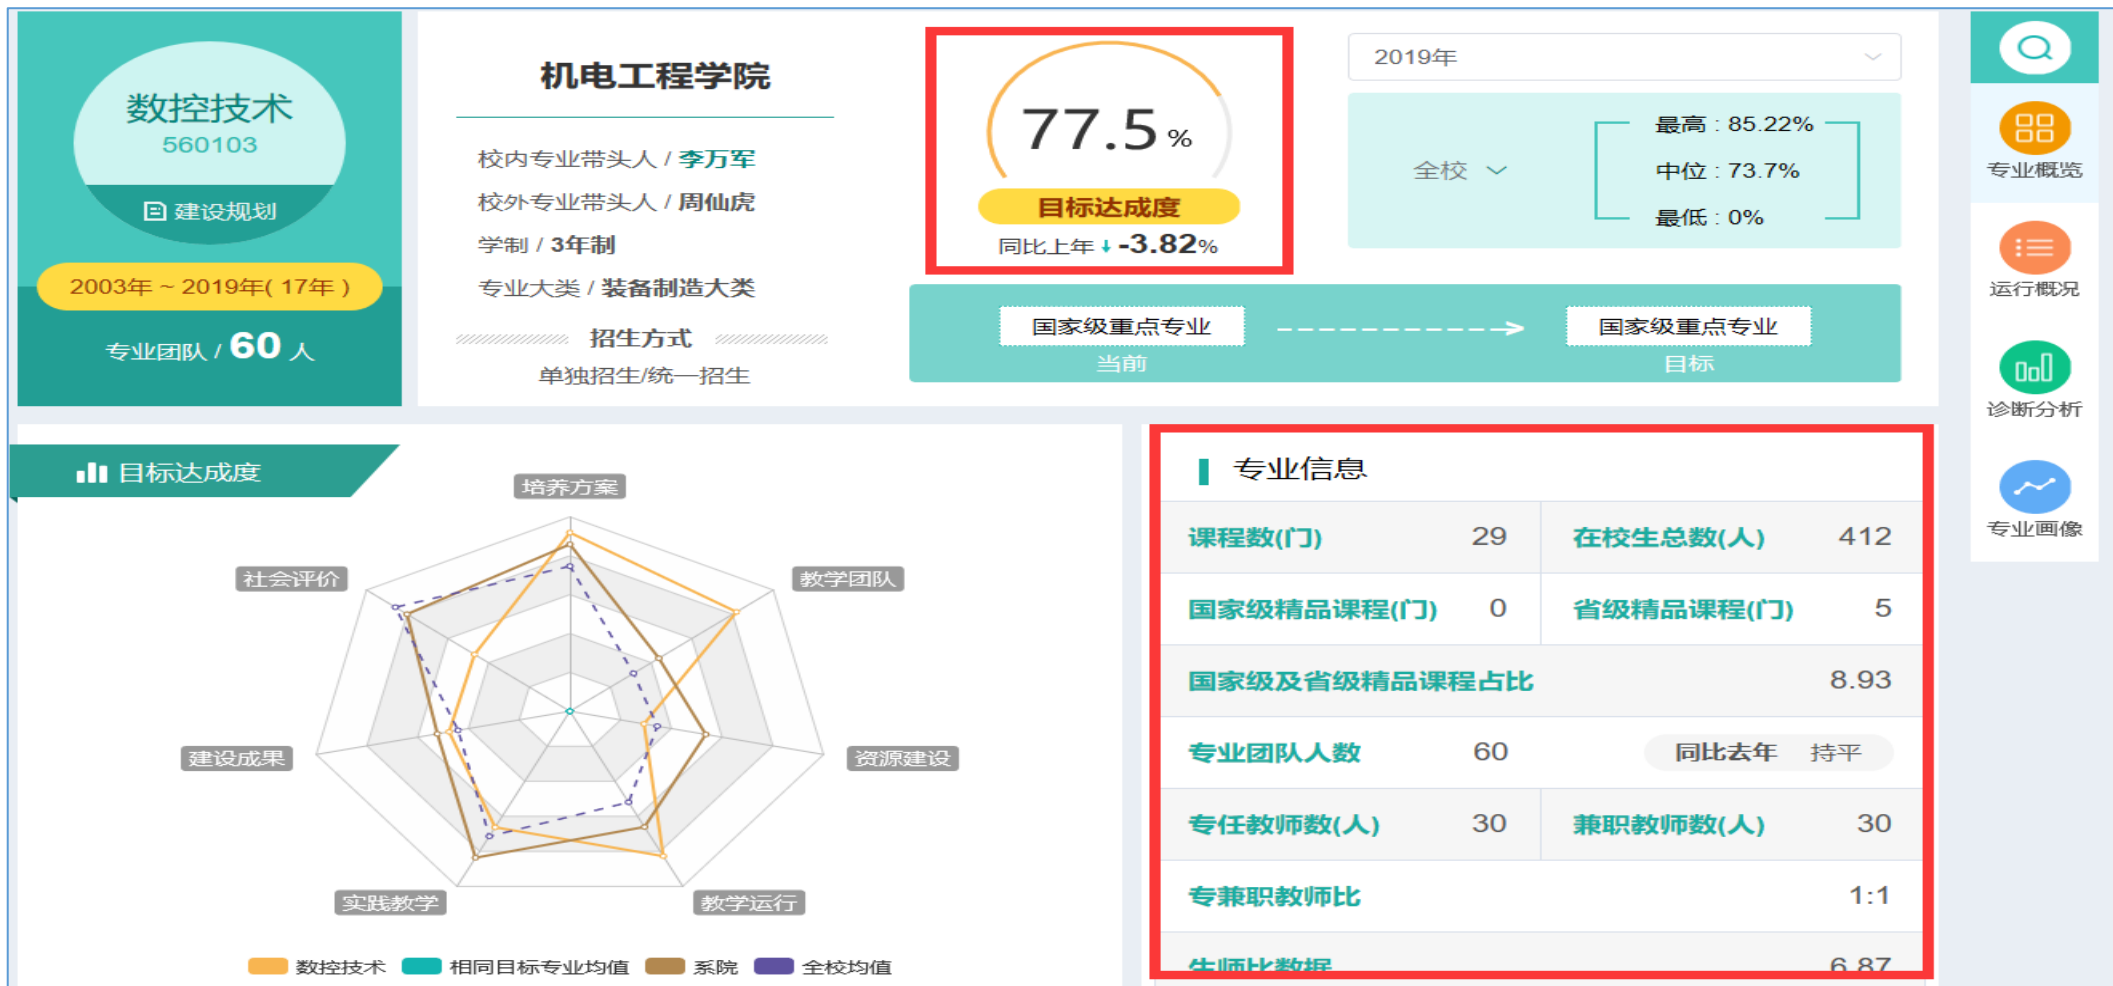 数控技术
560103
建设规划
2003年 ~ 2019年( 17年 )
专业团队 / 60 人
机电工程学院
校内专业带头人 / 李万军
校外专业带头人 / 周仙虎
学制 / 3年制
专业大类 / 装备制造大类
招生方式
单独招生/统一招生
77.5 %
目标达成度
同比上年 ↓ -3.82%
2019年
全校
最高 : 85.22%
中位 : 73.7%
最低 : 0%
国家级重点专业
当前
国家级重点专业
目标
专业概览
运行概况
诊断分析
专业画像
目标达成度
培养方案
社会评价
教学团队
建设成果
资源建设
实践教学
教学运行
数控技术 相同目标专业均值 系院 全校均值
专业信息
课程数(门) 29 在校生总数(人) 412
国家级精品课程(门) 0 省级精品课程(门) 5
国家级及省级精品课程占比 8.93
专业团队人数 60 同比去年 持平
专任教师数(人) 30 兼职教师数(人) 30
专兼职教师比 1:1
生师比数据 6.87